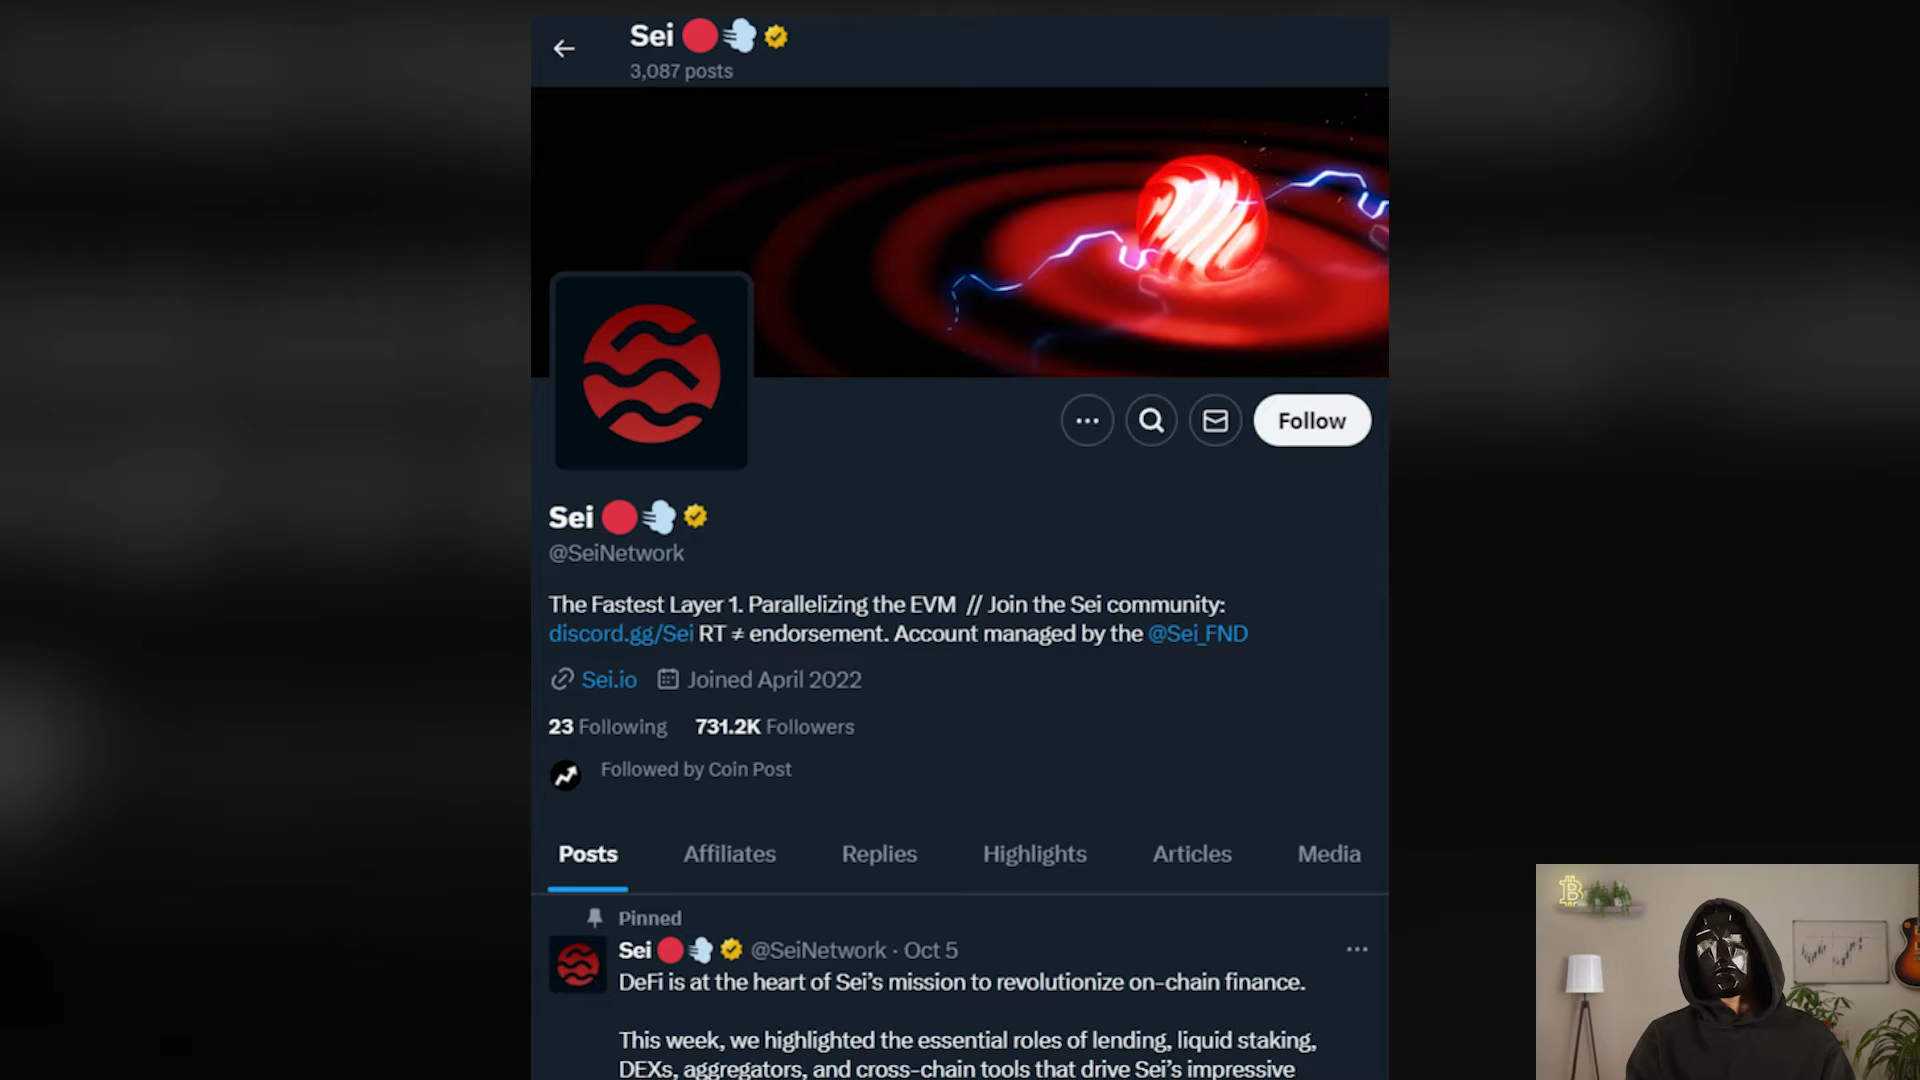 Sei 🔴💨
3,087 posts
Follow
Sei 🔴💨
@SeiNetwork
The Fastest Layer 1. Parallelizing the EVM // Join the Sei community:
discord.gg/Sei RT ≠ endorsement. Account managed by the @Sei_FND
Sei.io Joined April 2022
23 Following 731.2K Followers
Followed by Coin Post
Posts Affiliates Replies Highlights Articles Media
Pinned
Sei 🔴💨 @SeiNetwork · Oct 5
DeFi is at the heart of Sei's mission to revolutionize on-chain finance.
This week, we highlighted the essential roles of lending, liquid staking,
DEXs, aggregators, and cross-chain tools that drive Sei's impressive